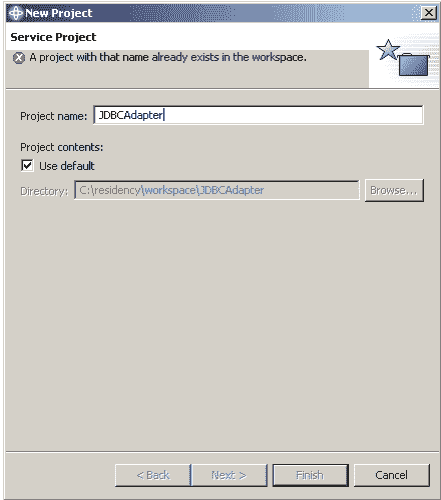 New Project
Service Project
A project with that name already exists in the workspace.
Project name: JDBCAdapter
Project contents:
Use default
Directory: C:\residency\workspace\JDBCAdapter Browse...
< Back Next > Finish Cancel